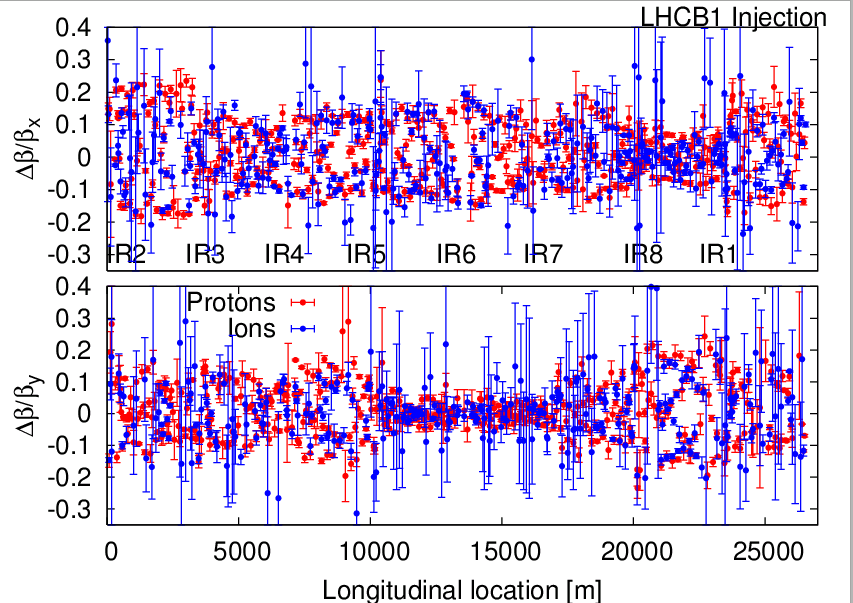 LHCB1 Injection
0.4
0.3
0.2
0.1
0
-0.1
-0.2
-0.3
Δβ/βx
IR2 IR3 IR4 IR5 IR6 IR7 IR8 IR1
0.4
0.3
0.2
0.1
0
-0.1
-0.2
-0.3
Δβ/βy
Protons
Ions
0 5000 10000 15000 20000 25000
Longitudinal location [m]